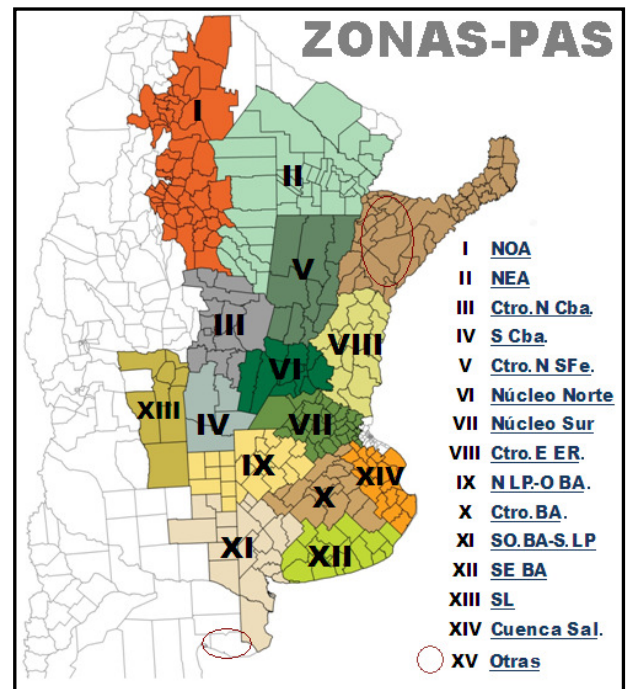 ZONAS-PAS
I
II
V
III
VIII
VI
XIII
IV
VII
IX
XIV
X
XI
XII
I NOA
II NEA
III Ctro.N Cba.
IV S Cba.
V Ctro.N SFe.
VI Núcleo Norte
VII Núcleo Sur
VIII Ctro.E ER.
IX N LP.-O BA.
X Ctro.BA.
XI SO.BA-S.LP
XII SE BA
XIII SL
XIV Cuenca Sal.
XV Otras